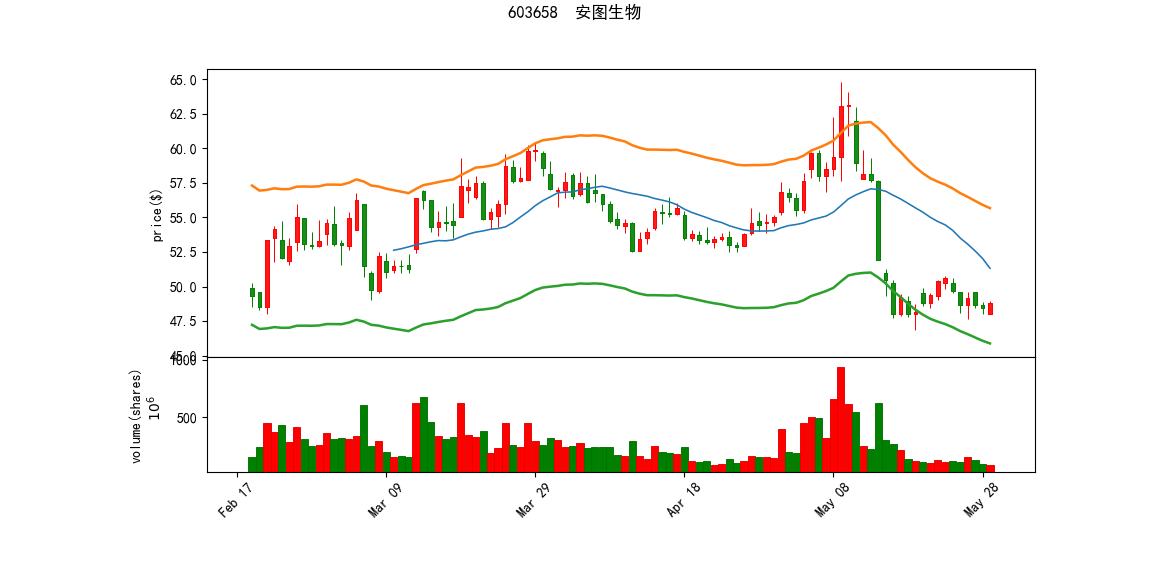 603658 安图生物
65.0
62.5
60.0
57.5
55.0
52.5
50.0
47.5
45.0
price($)
1000
500
volume(shares)
10^6
Feb 17
Mar 09
Mar 29
Apr 18
May 08
May 28